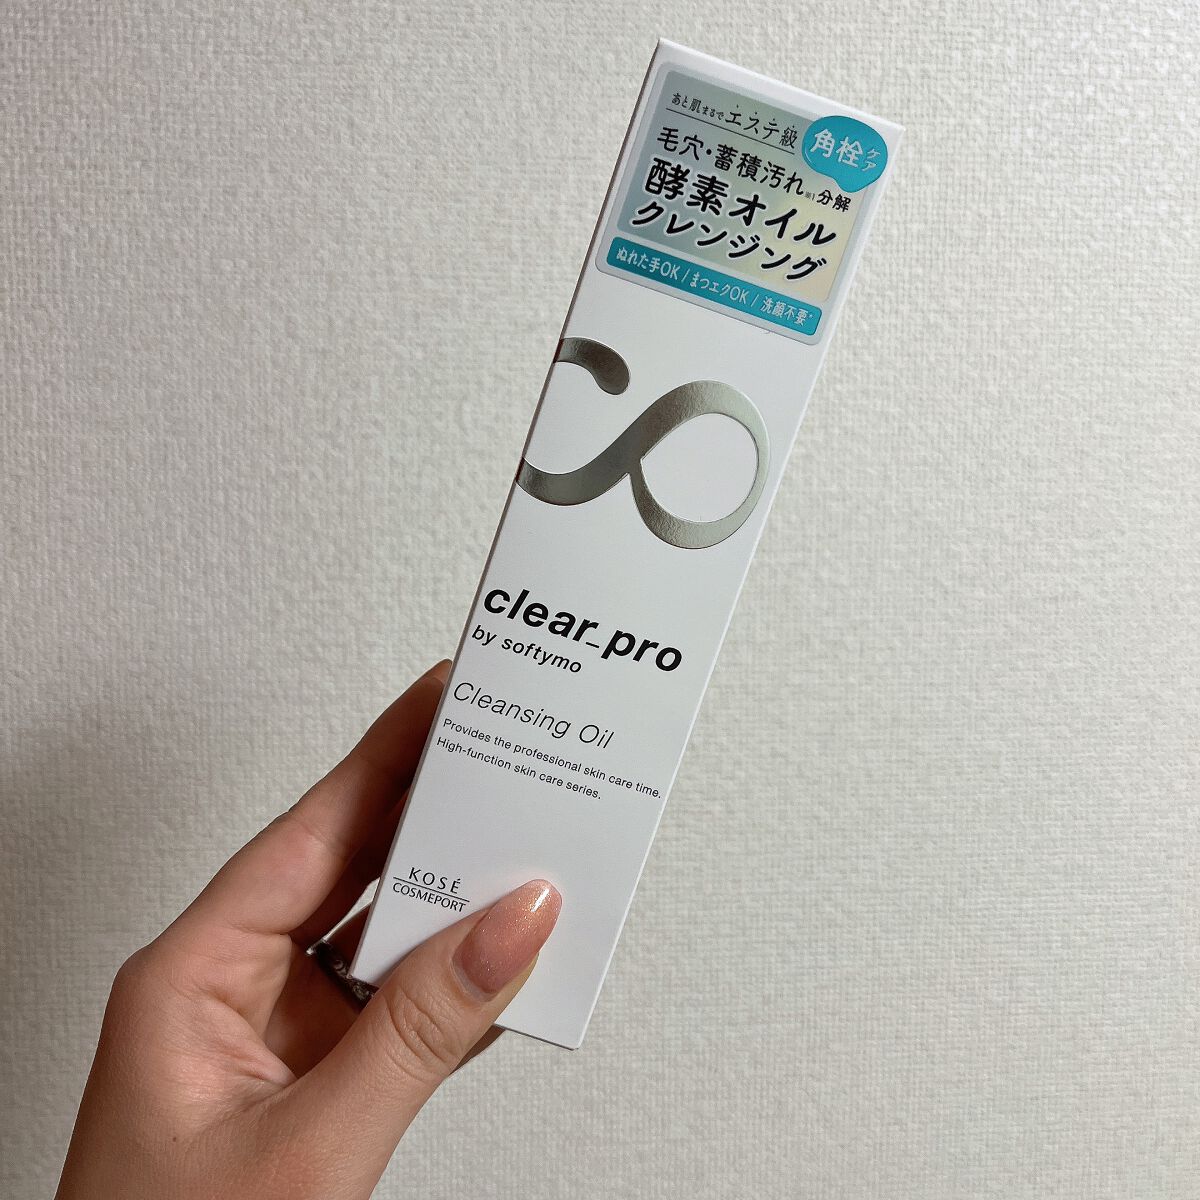 あと肌まるでエステ級
角栓ケア
毛穴・蓄積汚れ※1分解
酵素オイル
クレンジング
ぬれた手OK / まつエクOK / 洗顔不要*
clear_pro
by softymo
Cleansing Oil
Provides the professional skin care time.
High-function skin care series.
KOSÉ
COSMEPORT